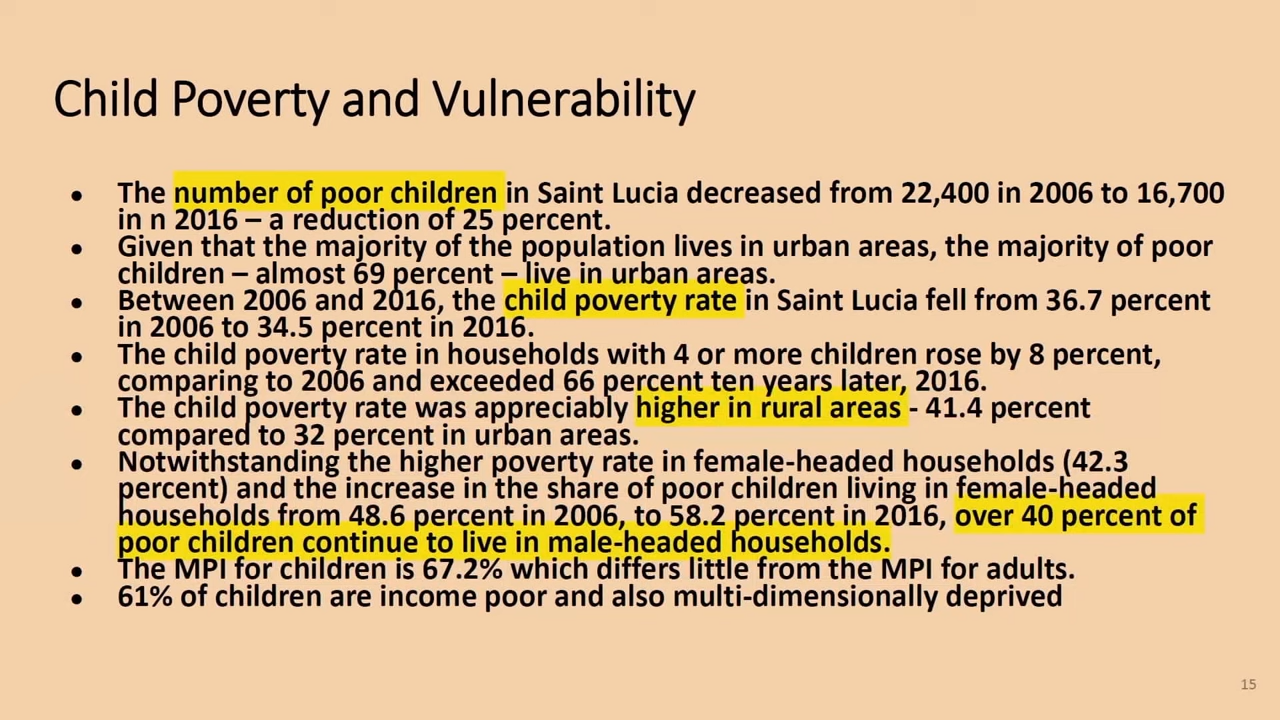 Child Poverty and Vulnerability
• The number of poor children in Saint Lucia decreased from 22,400 in 2006 to 16,700
in n 2016 – a reduction of 25 percent.
• Given that the majority of the population lives in urban areas, the majority of poor
children – almost 69 percent – live in urban areas.
• Between 2006 and 2016, the child poverty rate in Saint Lucia fell from 36.7 percent
in 2006 to 34.5 percent in 2016.
• The child poverty rate in households with 4 or more children rose by 8 percent,
comparing to 2006 and exceeded 66 percent ten years later, 2016.
• The child poverty rate was appreciably higher in rural areas - 41.4 percent
compared to 32 percent in urban areas.
• Notwithstanding the higher poverty rate in female-headed households (42.3
percent) and the increase in the share of poor children living in female-headed
households from 48.6 percent in 2006, to 58.2 percent in 2016, over 40 percent of
poor children continue to live in male-headed households.
• The MPI for children is 67.2% which differs little from the MPI for adults.
• 61% of children are income poor and also multi-dimensionally deprived
15